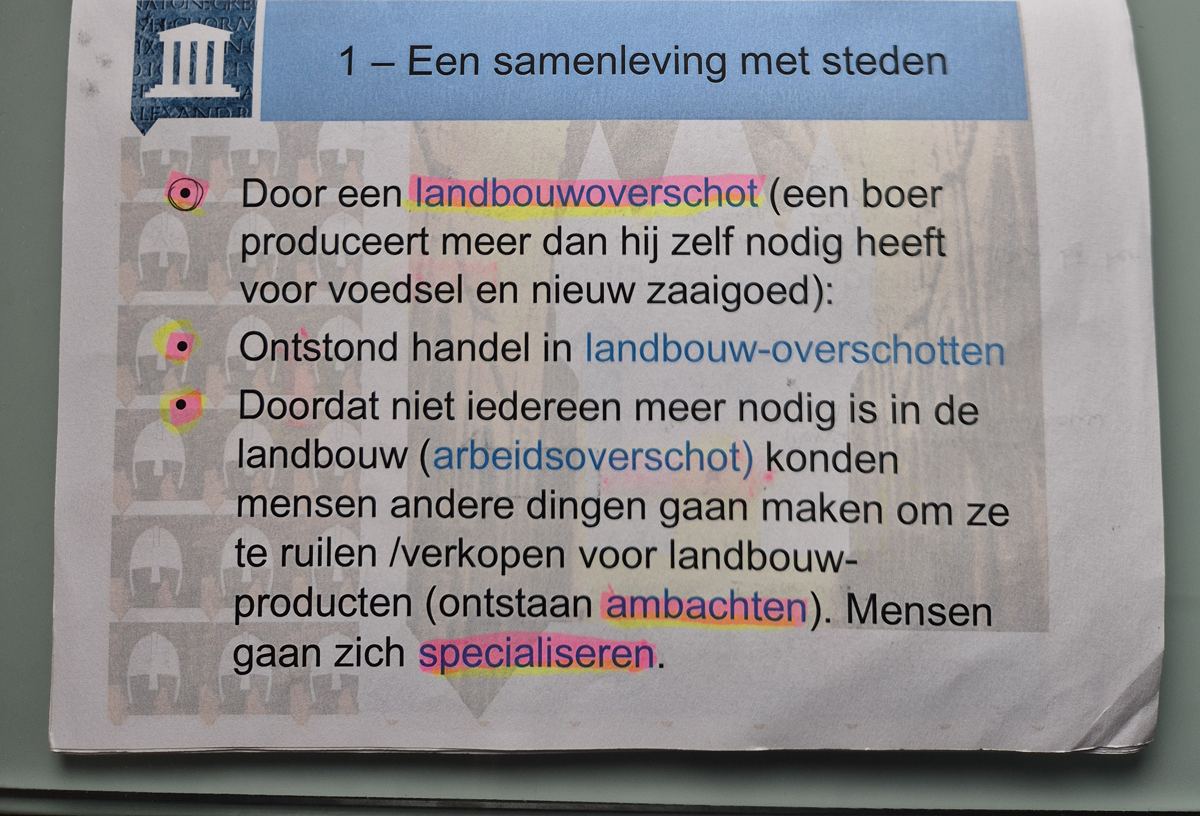 1 – Een samenleving met steden
• Door een landbouwoverschot (een boer
produceert meer dan hij zelf nodig heeft
voor voedsel en nieuw zaaigoed):
• Ontstond handel in landbouw-overschotten
• Doordat niet iedereen meer nodig is in de
landbouw (arbeidsoverschot) konden
mensen andere dingen gaan maken om ze
te ruilen /verkopen voor landbouw-
producten (ontstaan ambachten). Mensen
gaan zich specialiseren.